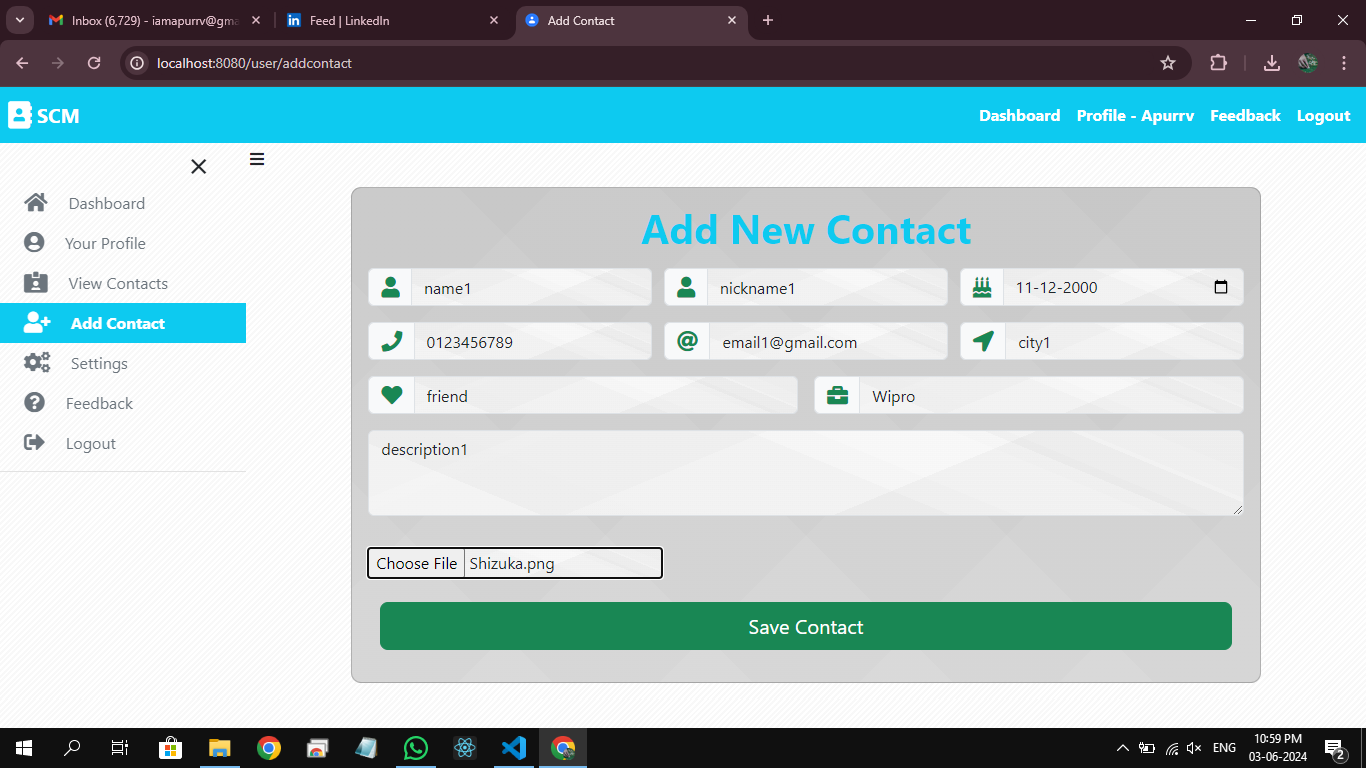 Inbox (6,729) - iamapurrv@gma
Feed | LinkedIn
Add Contact
localhost:8080/user/addcontact
SCM
Dashboard Profile - Apurrv Feedback Logout
Dashboard
Your Profile
View Contacts
Add Contact
Settings
Feedback
Logout
Add New Contact
name1 nickname1 11-12-2000
0123456789 email1@gmail.com city1
friend Wipro
description1
Choose File Shizuka.png
Save Contact
ENG
10:59 PM
03-06-2024
2